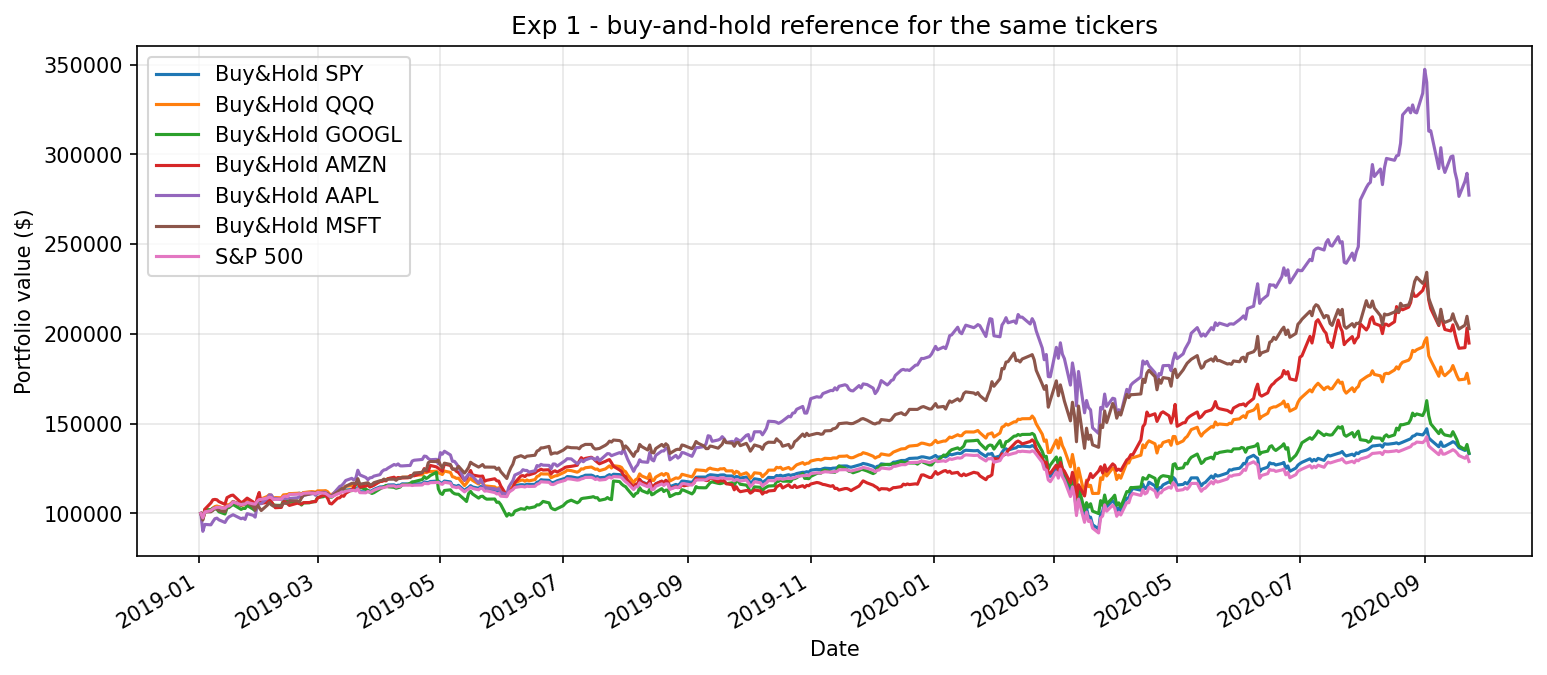 Exp 1 - buy-and-hold reference for the same tickers
Portfolio value ($)
350000
300000
250000
200000
150000
100000
Buy&Hold SPY
Buy&Hold QQQ
Buy&Hold GOOGL
Buy&Hold AMZN
Buy&Hold AAPL
Buy&Hold MSFT
S&P 500
2019-01
2019-03
2019-05
2019-07
2019-09
2019-11
2020-01
2020-03
2020-05
2020-07
2020-09
Date